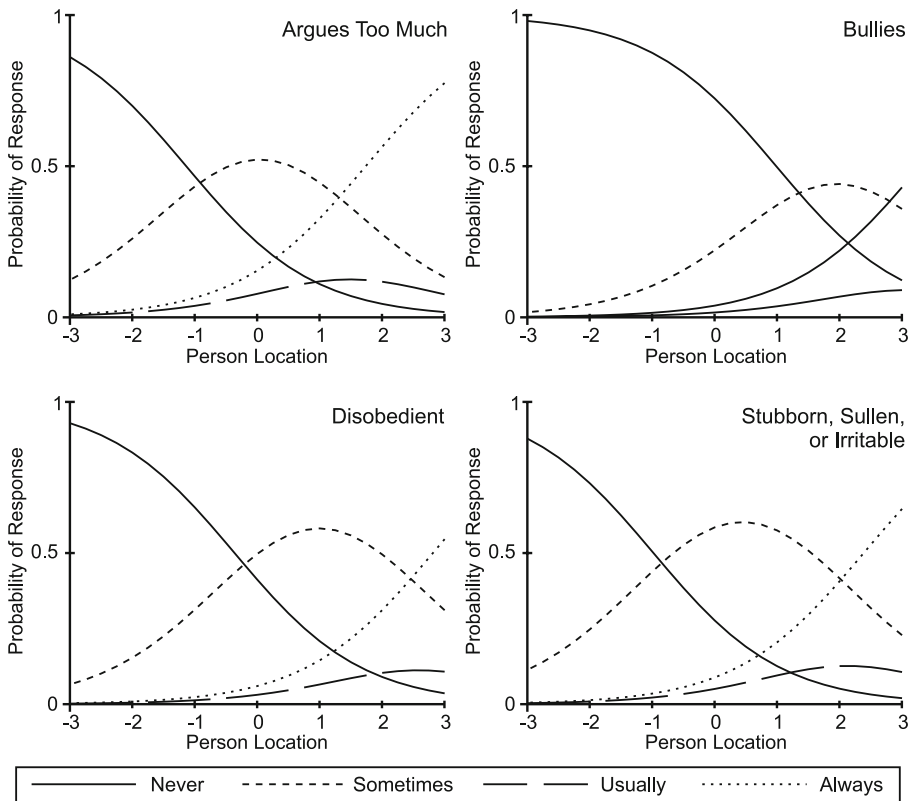 Argues Too Much
Probability of Response
1
0.5
0
-3 -2 -1 0 1 2 3
Person Location
Bullies
Probability of Response
1
0.5
0
-3 -2 -1 0 1 2 3
Person Location
Disobedient
Probability of Response
1
0.5
0
-3 -2 -1 0 1 2 3
Person Location
Stubborn, Sullen,
or Irritable
Probability of Response
1
0.5
0
-3 -2 -1 0 1 2 3
Person Location
Never Sometimes Usually Always